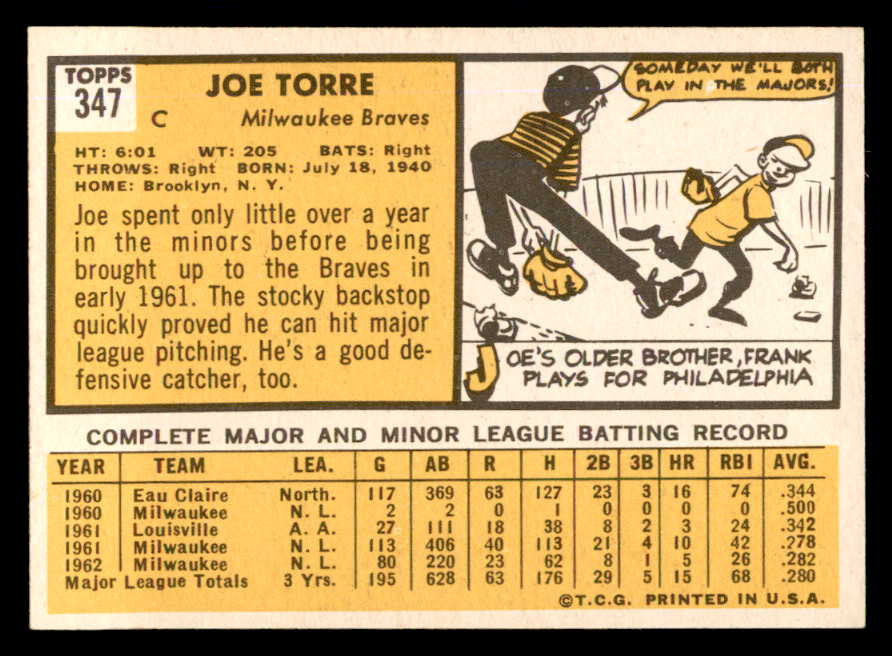 TOPPS
347
JOE TORRE
C Milwaukee Braves
HT: 6:01 WT: 205 BATS: Right
THROWS: Right BORN: July 18, 1940
HOME: Brooklyn, N. Y.
Joe spent only little over a year
in the minors before being
brought up to the Braves in
early 1961. The stocky backstop
quickly proved he can hit major
league pitching. He's a good de-
fensive catcher, too.
SOMEDAY WE'LL BOTH
PLAY IN THE MAJORS!
JOE'S OLDER BROTHER, FRANK
PLAYS FOR PHILADELPHIA
COMPLETE MAJOR AND MINOR LEAGUE BATTING RECORD
YEAR TEAM LEA. G AB R H 2B 3B HR RBI AVG.
1960 Eau Claire North. 117 369 63 127 23 3 16 74 .344
1960 Milwaukee N. L. 2 2 0 1 0 0 0 0 .500
1961 Louisville A. A. 27 111 18 38 8 2 3 24 .342
1961 Milwaukee N. L. 113 406 40 113 21 4 10 42 .278
1962 Milwaukee N. L. 80 220 23 62 8 1 5 26 .282
Major League Totals 3 Yrs. 195 628 63 176 29 5 15 68 .280
©T.C.G. PRINTED IN U.S.A.